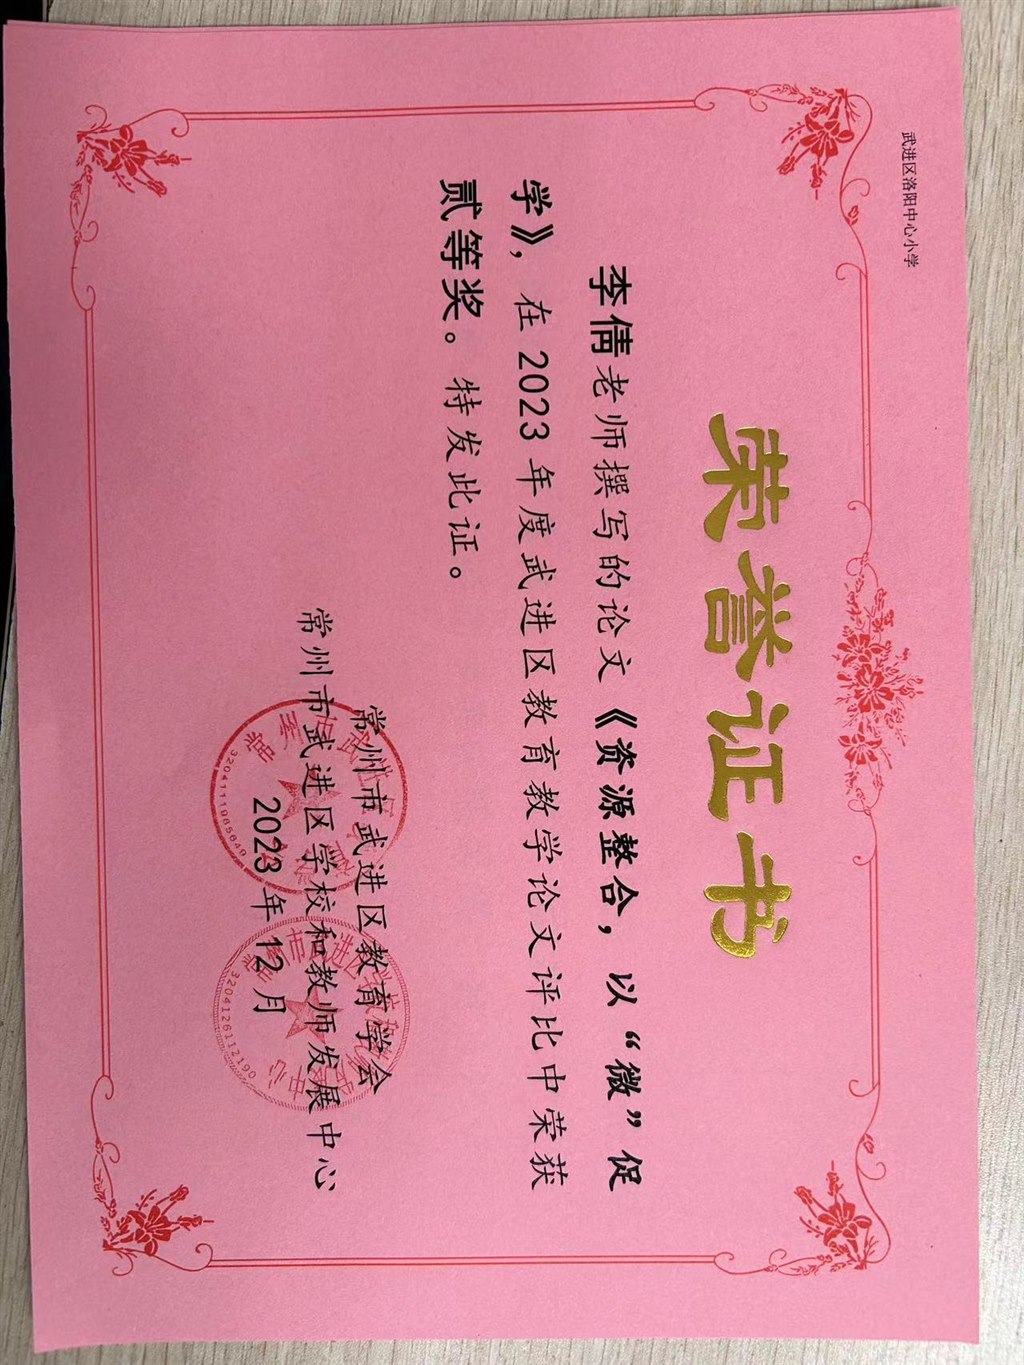 武进区洛阳中心小学
荣誉证书
李倩老师撰写的论文《资源整合，以“微”促
学》，在2023年度武进区教育教学论文评比中荣获
贰等奖。特发此证。
常州市武进区教育学会
常州市武进区学校和教师发展中心
2023年12月